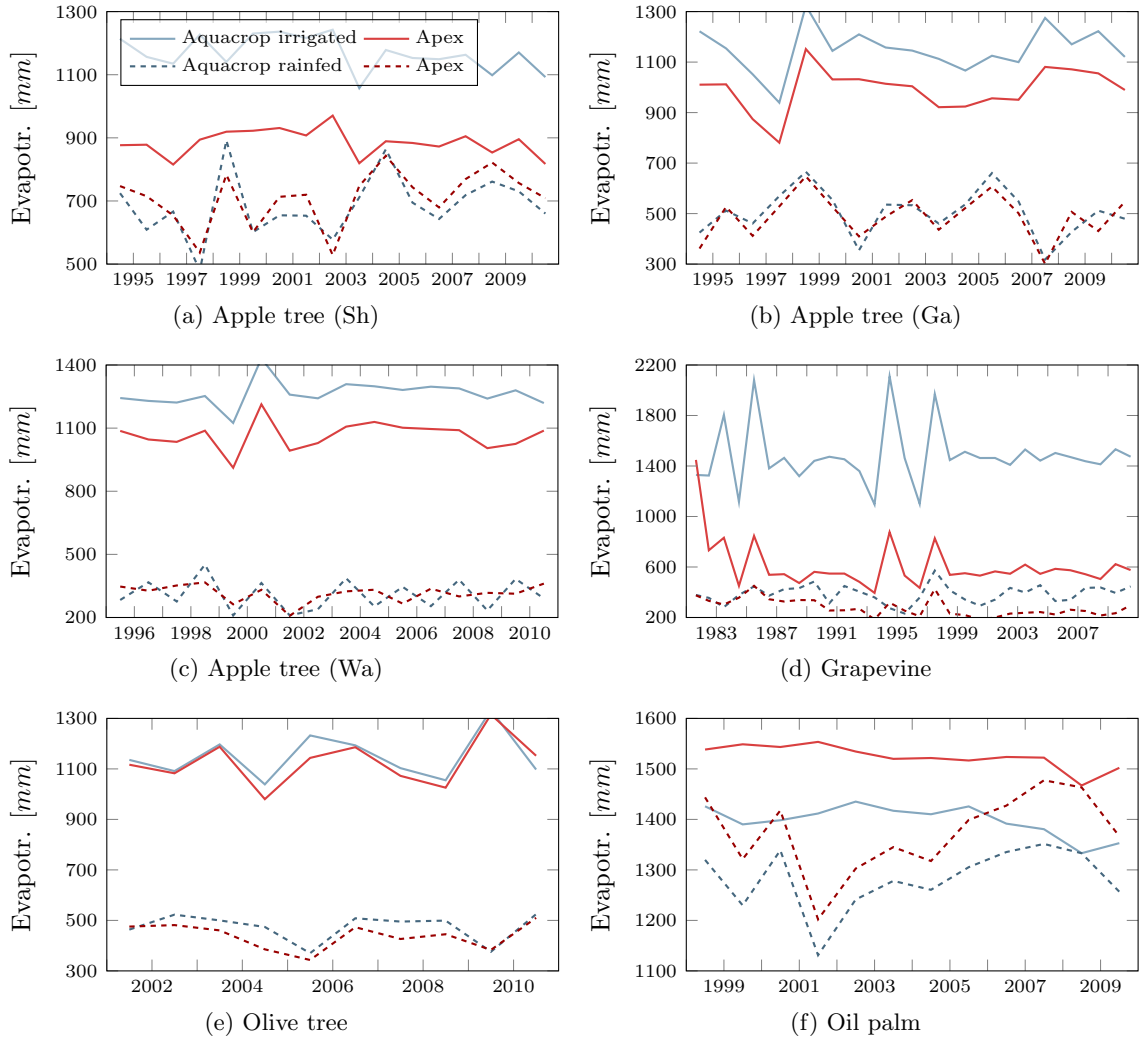 Aquacrop irrigated Apex
Aquacrop rainfed Apex
Evapotr. [mm]
1300
1100
900
700
500
1995 1997 1999 2001 2003 2005 2007 2009
(a) Apple tree (Sh)
Evapotr. [mm]
1300
1100
900
700
500
300
1995 1997 1999 2001 2003 2005 2007 2009
(b) Apple tree (Ga)
Evapotr. [mm]
1400
1100
800
500
200
1996 1998 2000 2002 2004 2006 2008 2010
(c) Apple tree (Wa)
Evapotr. [mm]
2200
1800
1400
1000
600
200
1983 1987 1991 1995 1999 2003 2007
(d) Grapevine
Evapotr. [mm]
1300
1100
900
700
500
300
2002 2004 2006 2008 2010
(e) Olive tree
Evapotr. [mm]
1600
1500
1400
1300
1200
1100
1999 2001 2003 2005 2007 2009
(f) Oil palm